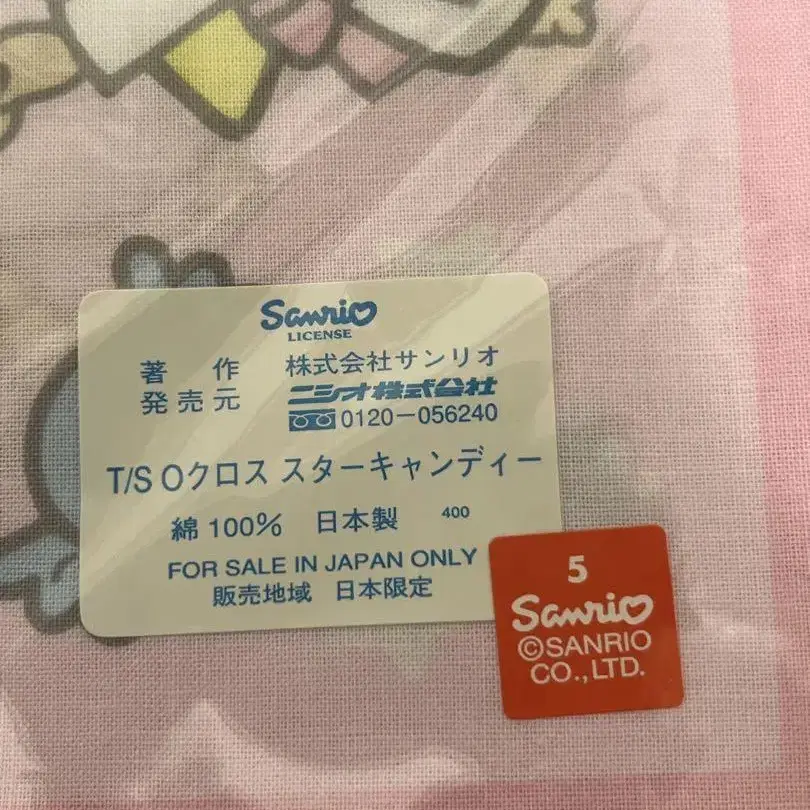 Sanrio
LICENSE
著作 株式会社サンリオ
発売元 ニシオ株式会社
0120-056240
T/S Oクロス スターキャンディー
綿 100% 日本製 400
FOR SALE IN JAPAN ONLY
販売地域 日本限定
5
Sanrio
©SANRIO
CO.,LTD.